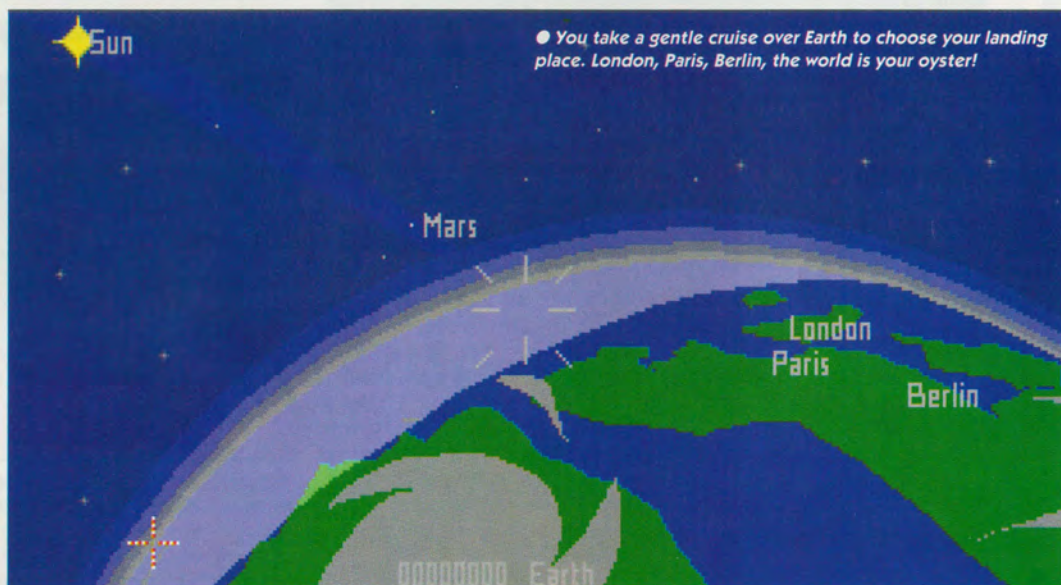 Sun
● You take a gentle cruise over Earth to choose your landing
place. London, Paris, Berlin, the world is your oyster!
Mars
London
Paris
Berlin
00000000 Earth